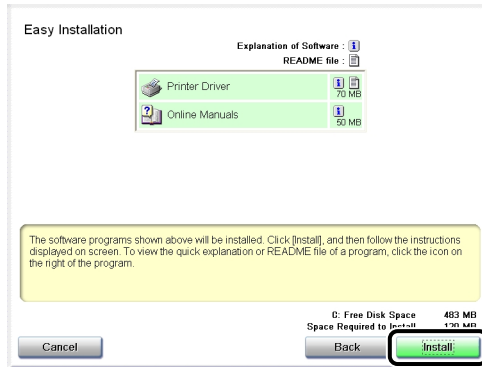 Easy Installation
Explanation of Software :
README file :
Printer Driver
70 MB
Online Manuals
50 MB
The software programs shown above will be installed. Click [Install], and then follow the instructions
displayed on screen. To view the quick explanation or README file of a program, click the icon on
the right of the program.
C: Free Disk Space 483 MB
Space Required to Install 120 MB
Cancel
Back
Install